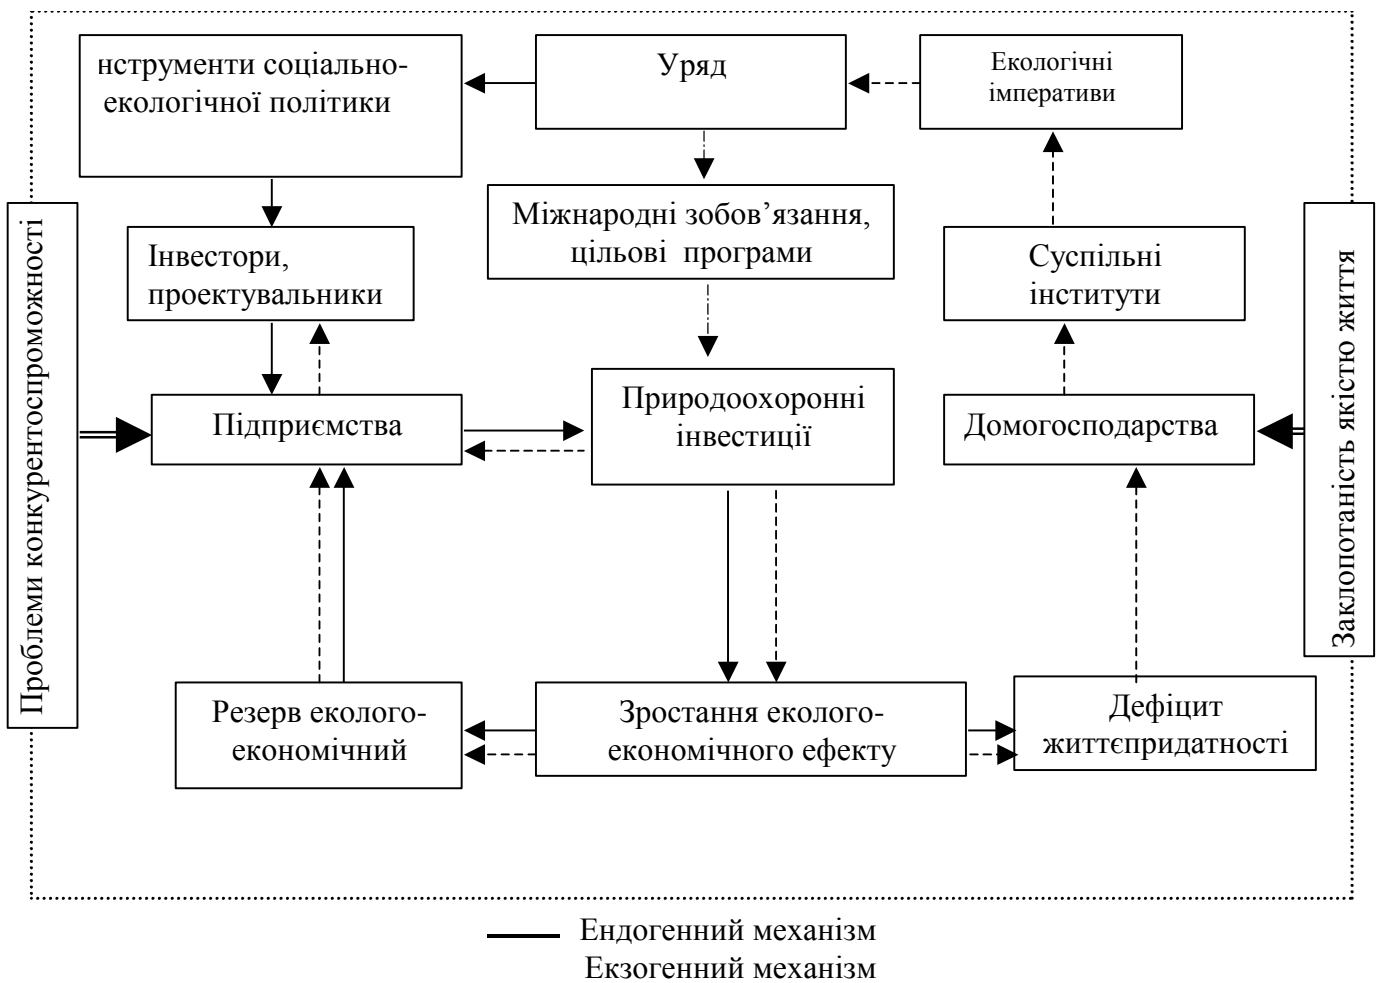 нструменти соціально-
екологічної політики
Уряд
Екологічні
імперативи
Міжнародні зобов’язання,
цільові програми
Інвестори,
проектувальники
Суспільні
інститути
Проблеми конкурентоспроможності
Заклопотаність якістю життя
Підприємства
Природоохоронні
інвестиції
Домогосподарства
Резерв еколого-
економічний
Зростання еколого-
економічного ефекту
Дефіцит
життєпридатності
Ендогенний механізм
Екзогенний механізм